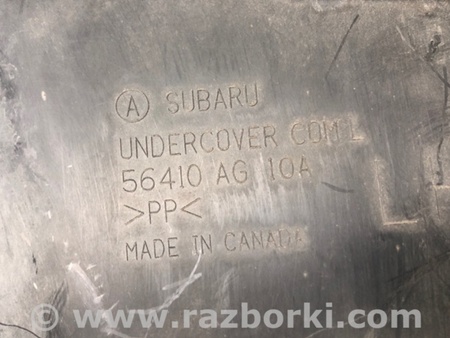 Ⓐ SUBARU
UNDERCOVER COMPL
56410 AG 10A
>PP<
MADE IN CANADA
© www.razborki.com